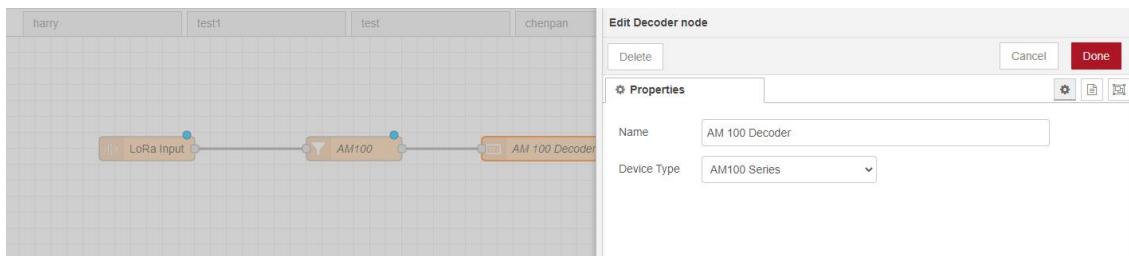 harry
test1
test
chenpan
LoRa Input
AM100
AM 100 Decoder
Edit Decoder node
Delete
Cancel
Done
Properties
Name
AM 100 Decoder
Device Type
AM100 Series